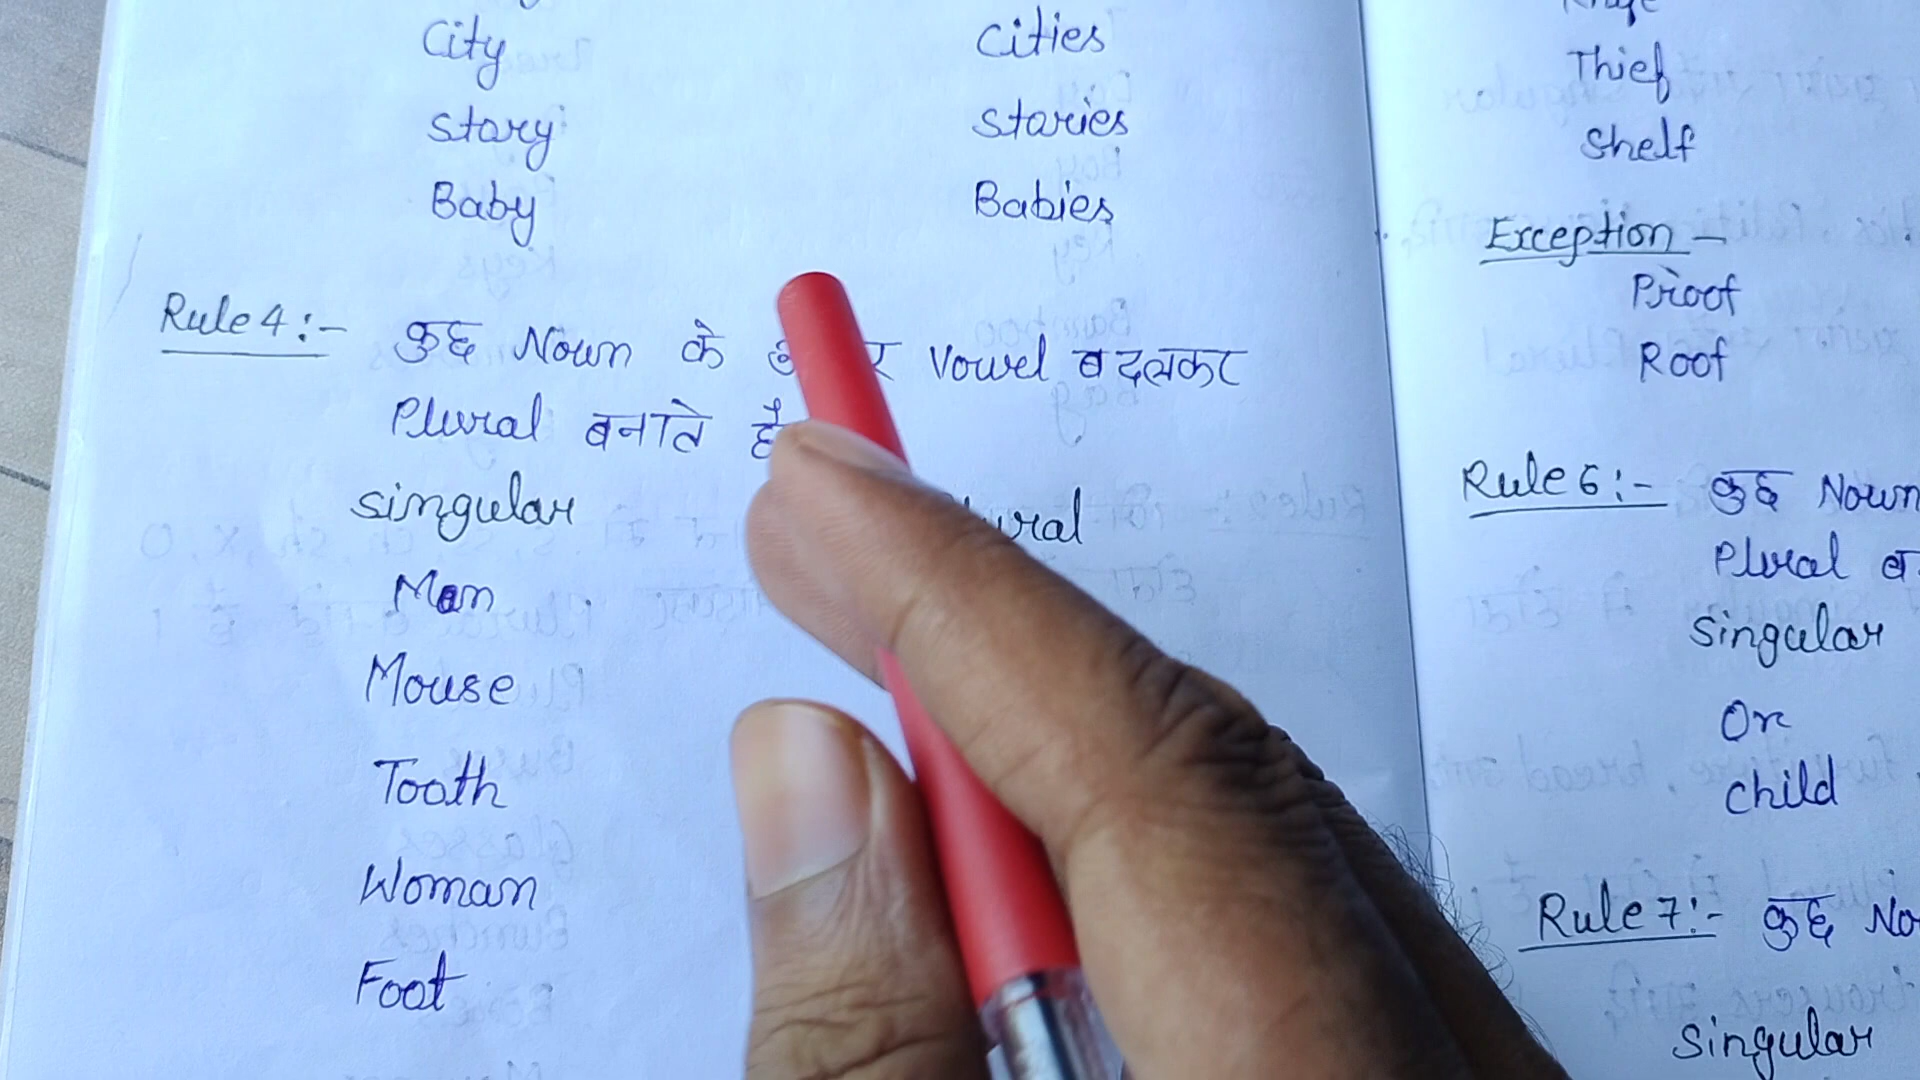 City Cities
Story Stories
Baby Babies
Rule 4:- कुछ Noun के Vowel बदलकर
Plural बनाते है
Singular
Man
Mouse
Tooth
Woman
Foot
Thief
Shelf
Exception -
Proof
Roof
Rule 6:- कुछ Noun
Plural
Singular
Ox
Child
Rule 7:- कुछ
Singular